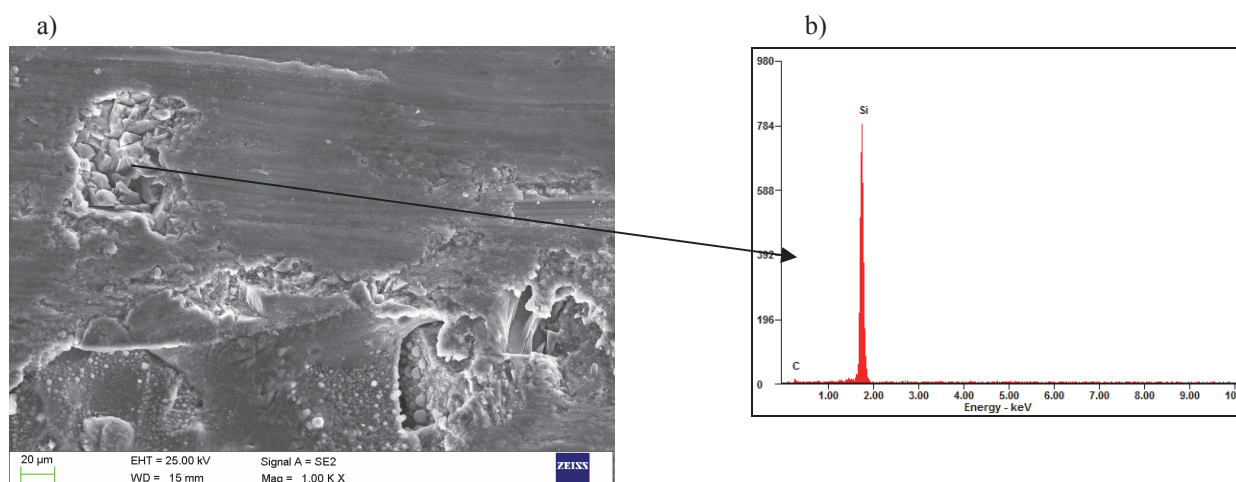 a)
b)
20 µm
EHT = 25.00 kV
Signal A = SE2
WD = 15 mm
Mag = 1.00 K X
ZEISS
980
784
588
392
196
0
Si
C
1.00 2.00 3.00 4.00 5.00 6.00 7.00 8.00 9.00 10
Energy - keV